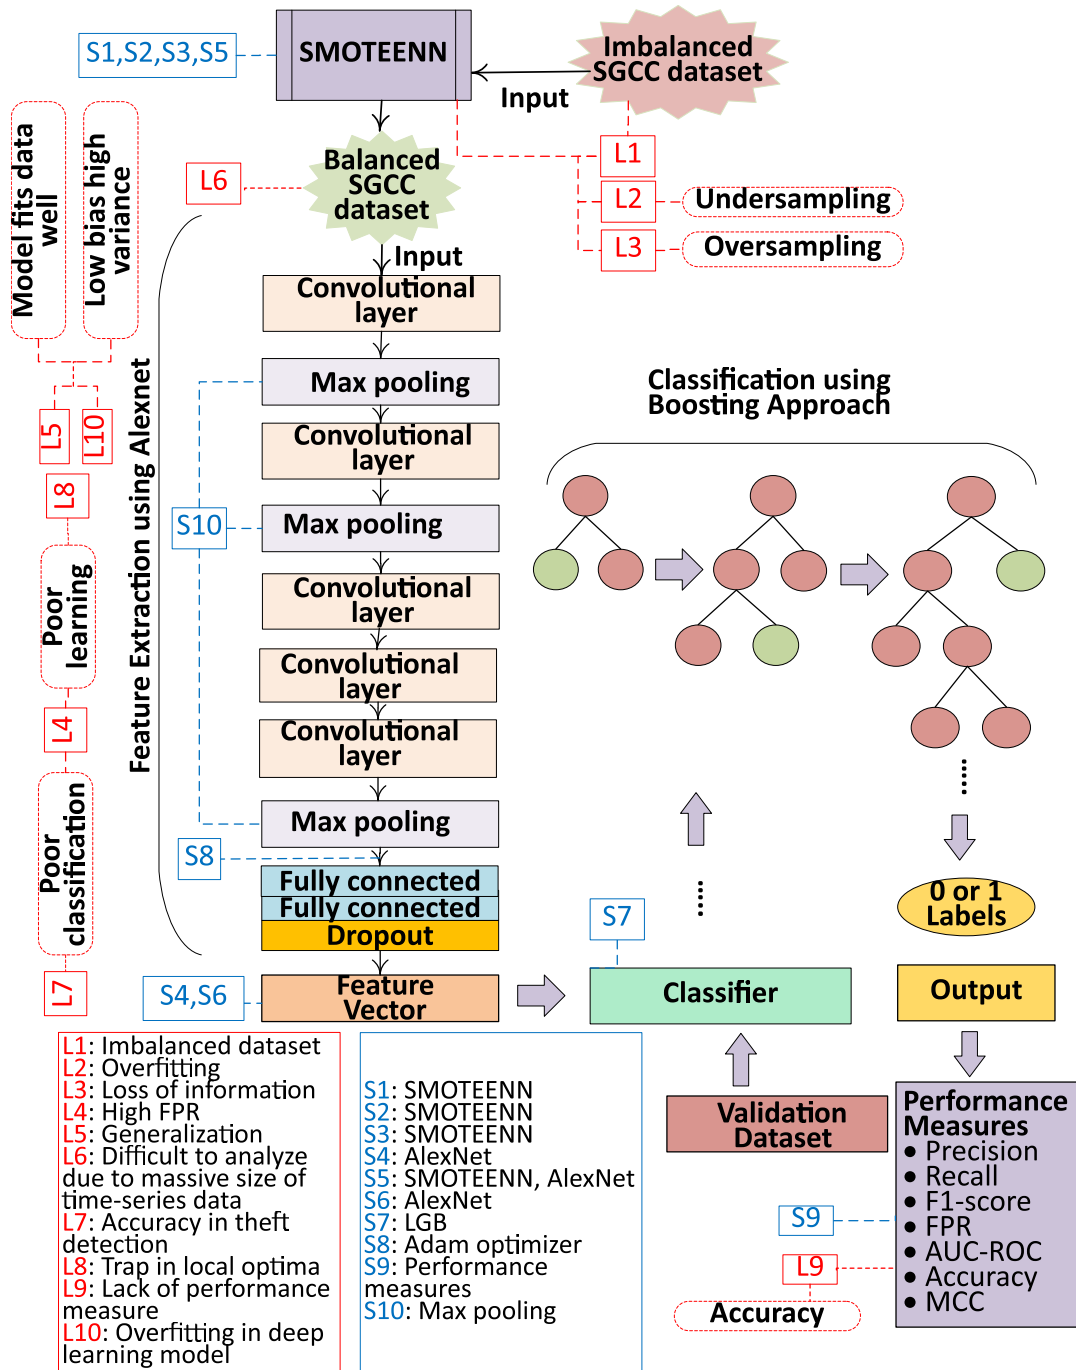 S1,S2,S3,S5
SMOTEENN
Imbalanced
SGCC dataset
Input
Model fits data
well
Low bias high
variance
L6
Balanced
SGCC
dataset
L1
L2
Undersampling
L3
Oversampling
Input
Convolutional
layer
Max pooling
Convolutional
layer
S10
Max pooling
Convolutional
layer
Convolutional
layer
Convolutional
layer
Max pooling
S8
Fully connected
Fully connected
Dropout
S4,S6
Feature
Vector
Feature Extraction using Alexnet
L5
L10
L8
Poor
learning
L4
Poor
classification
L7
Classification using
Boosting Approach
S7
Classifier
0 or 1
Labels
Output
Validation
Dataset
Performance
Measures
• Precision
• Recall
• F1-score
• FPR
• AUC-ROC
• Accuracy
• MCC
S9
L9
Accuracy
L1: Imbalanced dataset
L2: Overfitting
L3: Loss of information
L4: High FPR
L5: Generalization
L6: Difficult to analyze
due to massive size of
time-series data
L7: Accuracy in theft
detection
L8: Trap in local optima
L9: Lack of performance
measure
L10: Overfitting in deep
learning model
S1: SMOTEENN
S2: SMOTEENN
S3: SMOTEENN
S4: AlexNet
S5: SMOTEENN, AlexNet
S6: AlexNet
S7: LGB
S8: Adam optimizer
S9: Performance
measures
S10: Max pooling